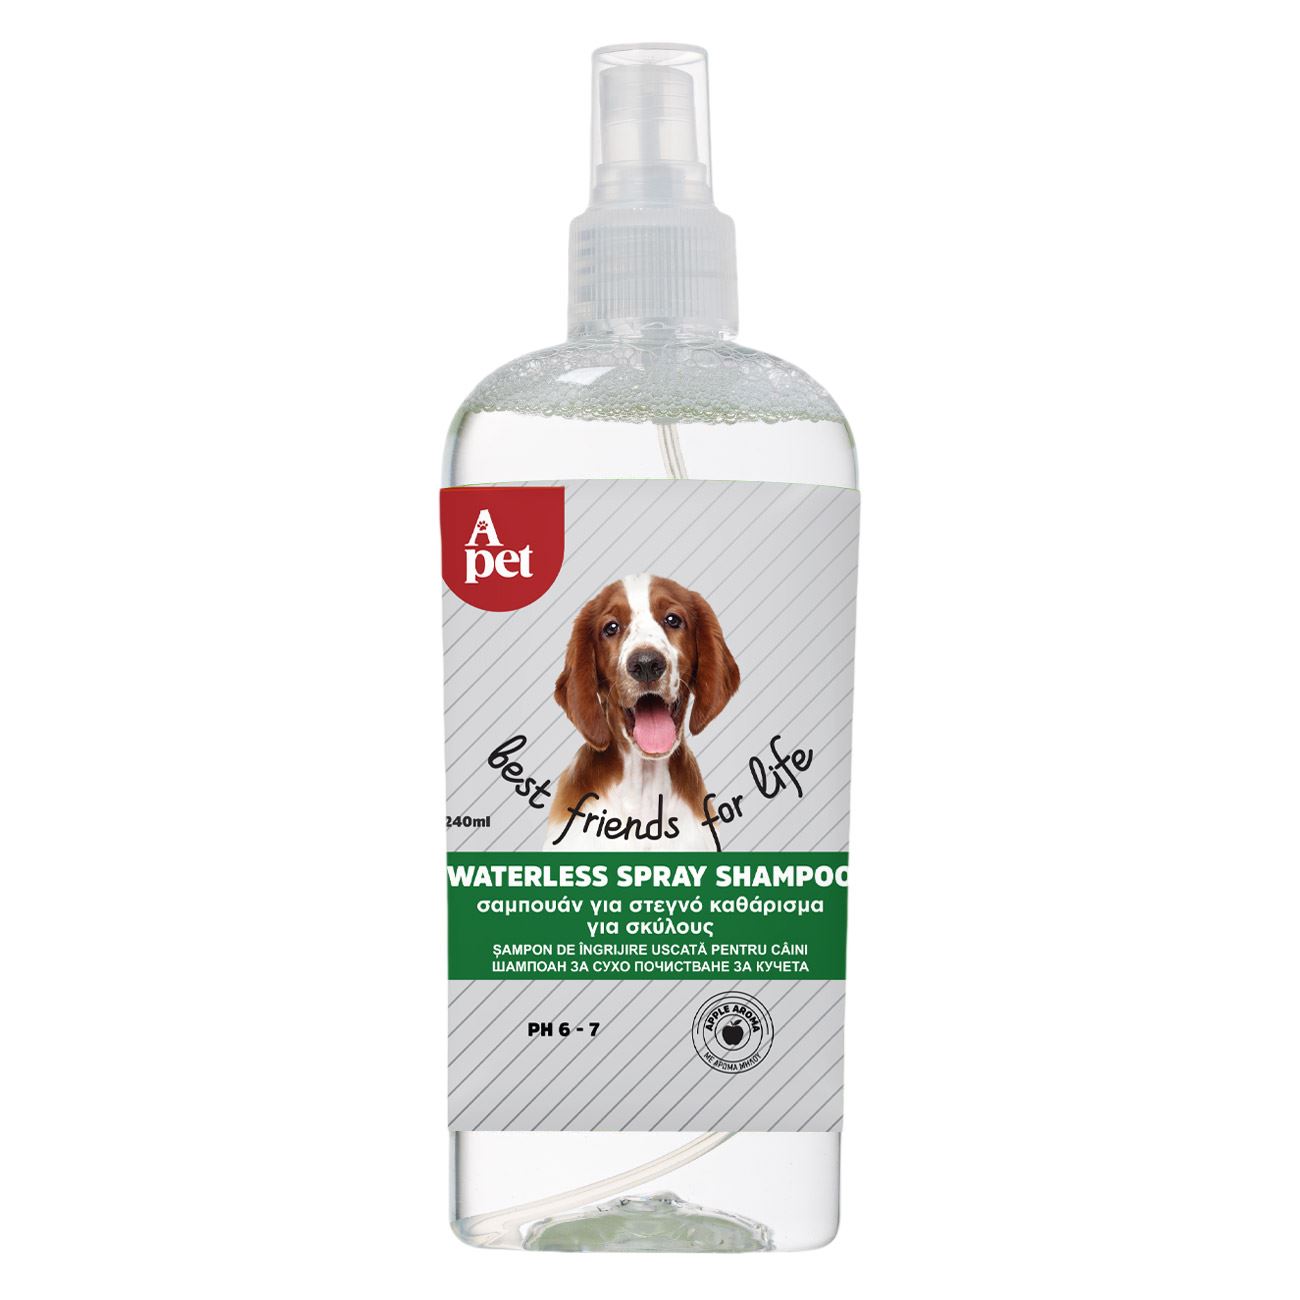 A
pet
best friends for life
240ml
WATERLESS SPRAY SHAMPOO
σαμπουάν για στεγνό καθάρισμα
για σκύλους
ŞAMPON DE ÎNGRIJIRE USCATĂ PENTRU CÂINI
ШАМПОАН ЗА СУХО ПОЧИСТВАНЕ ЗА КУЧЕТА
PH 6 - 7
APPLE AROMA
ΜΕ ΑΡΩΜΑ ΜΗΛΟΥ